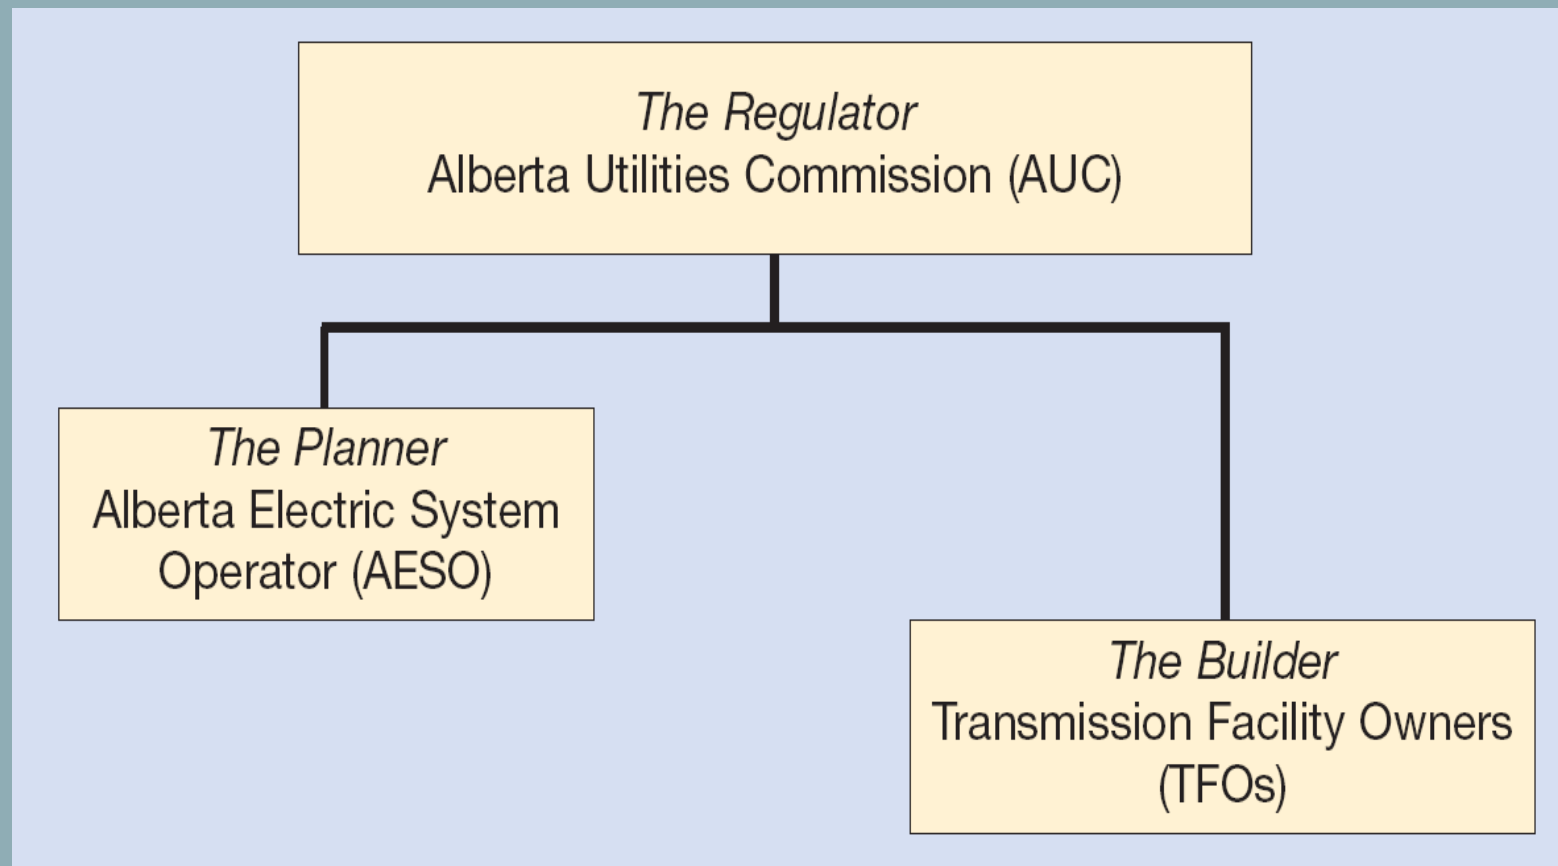 The Regulator
Alberta Utilities Commission (AUC)
The Planner
Alberta Electric System
Operator (AESO)
The Builder
Transmission Facility Owners
(TFOs)